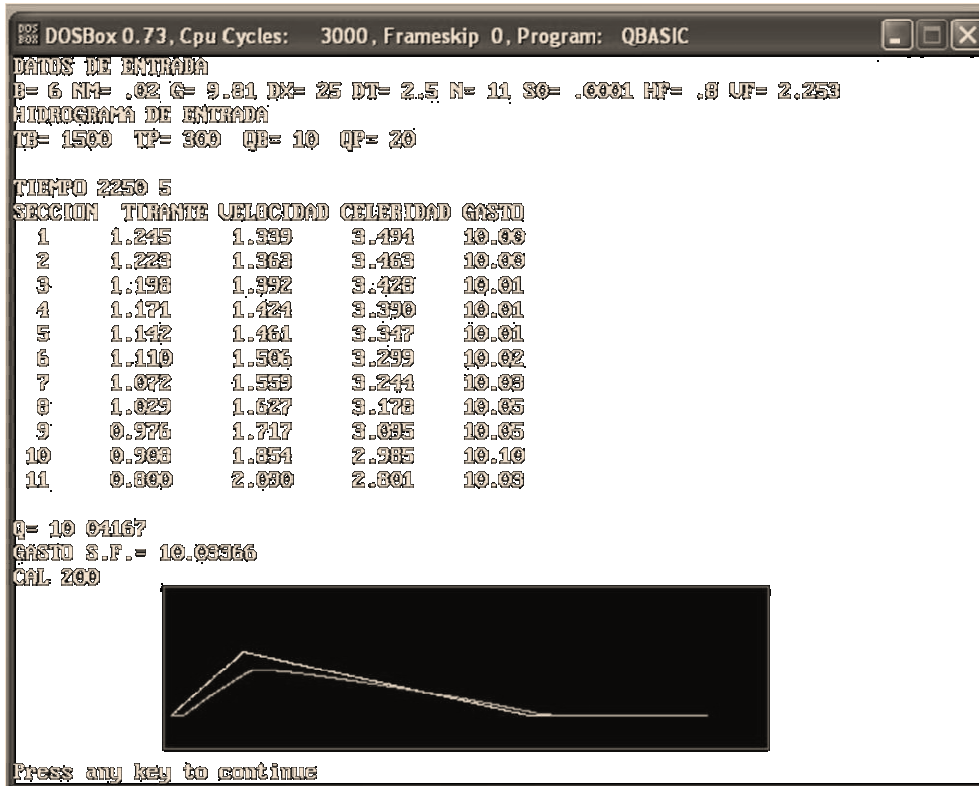 DOS BOX DOSBox 0.73, Cpu Cycles: 3000, Frameskip 0, Program: QBASIC
DATOS DE ENTRADA
B= 6 NM= .02 G= 9.81 DX= 25 DT= 2.5 N= 11 SO= .0001 HF= .8 VF= 2.253
HIDROGRAMA DE ENTRADA
TB= 1500 TP= 300 QB= 10 QP= 20
TIEMPO 2250 5
SECCION TIRANTE VELOCIDAD CELERIDAD GASTO
1 1.245 1.339 3.494 10.00
2 1.223 1.363 3.463 10.00
3 1.198 1.392 3.428 10.01
4 1.171 1.424 3.390 10.01
5 1.142 1.461 3.347 10.01
6 1.110 1.506 3.299 10.02
7 1.072 1.559 3.244 10.03
8 1.029 1.627 3.178 10.05
9 0.976 1.717 3.095 10.05
10 0.908 1.854 2.985 10.10
11 0.800 2.090 2.801 10.03
Q= 10 04167
GASTO S.F.= 10.03366
CAL 200
Press any key to continue